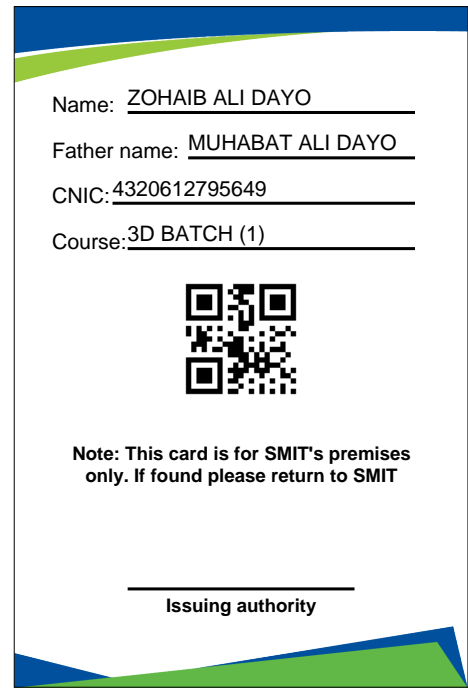 Name: ZOHAIB ALI DAYO
Father name: MUHABAT ALI DAYO
CNIC: 4320612795649
Course: 3D BATCH (1)
Note: This card is for SMIT's premises
only. If found please return to SMIT
Issuing authority